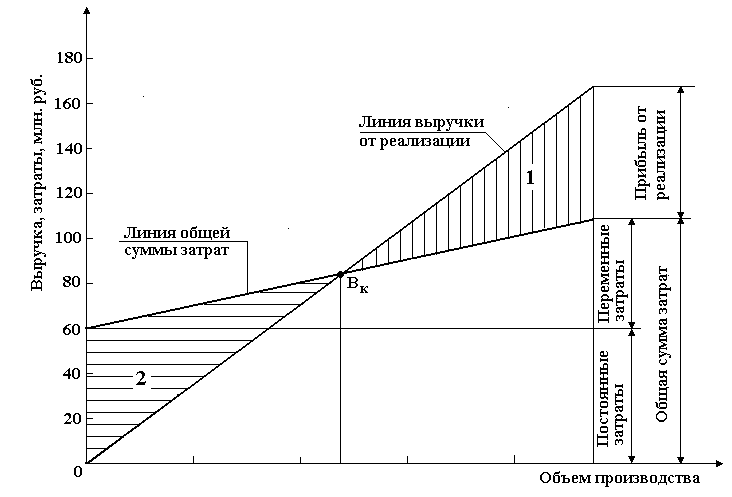 Выручка, затраты, млн. руб.
180
160
140
120
100
80
60
40
20
0
Линия выручки
от реализации
Линия общей
суммы затрат
1
2
Вк
Прибыль от
реализации
Переменные
затраты
Постоянные
затраты
Общая сумма затрат
Объем производства